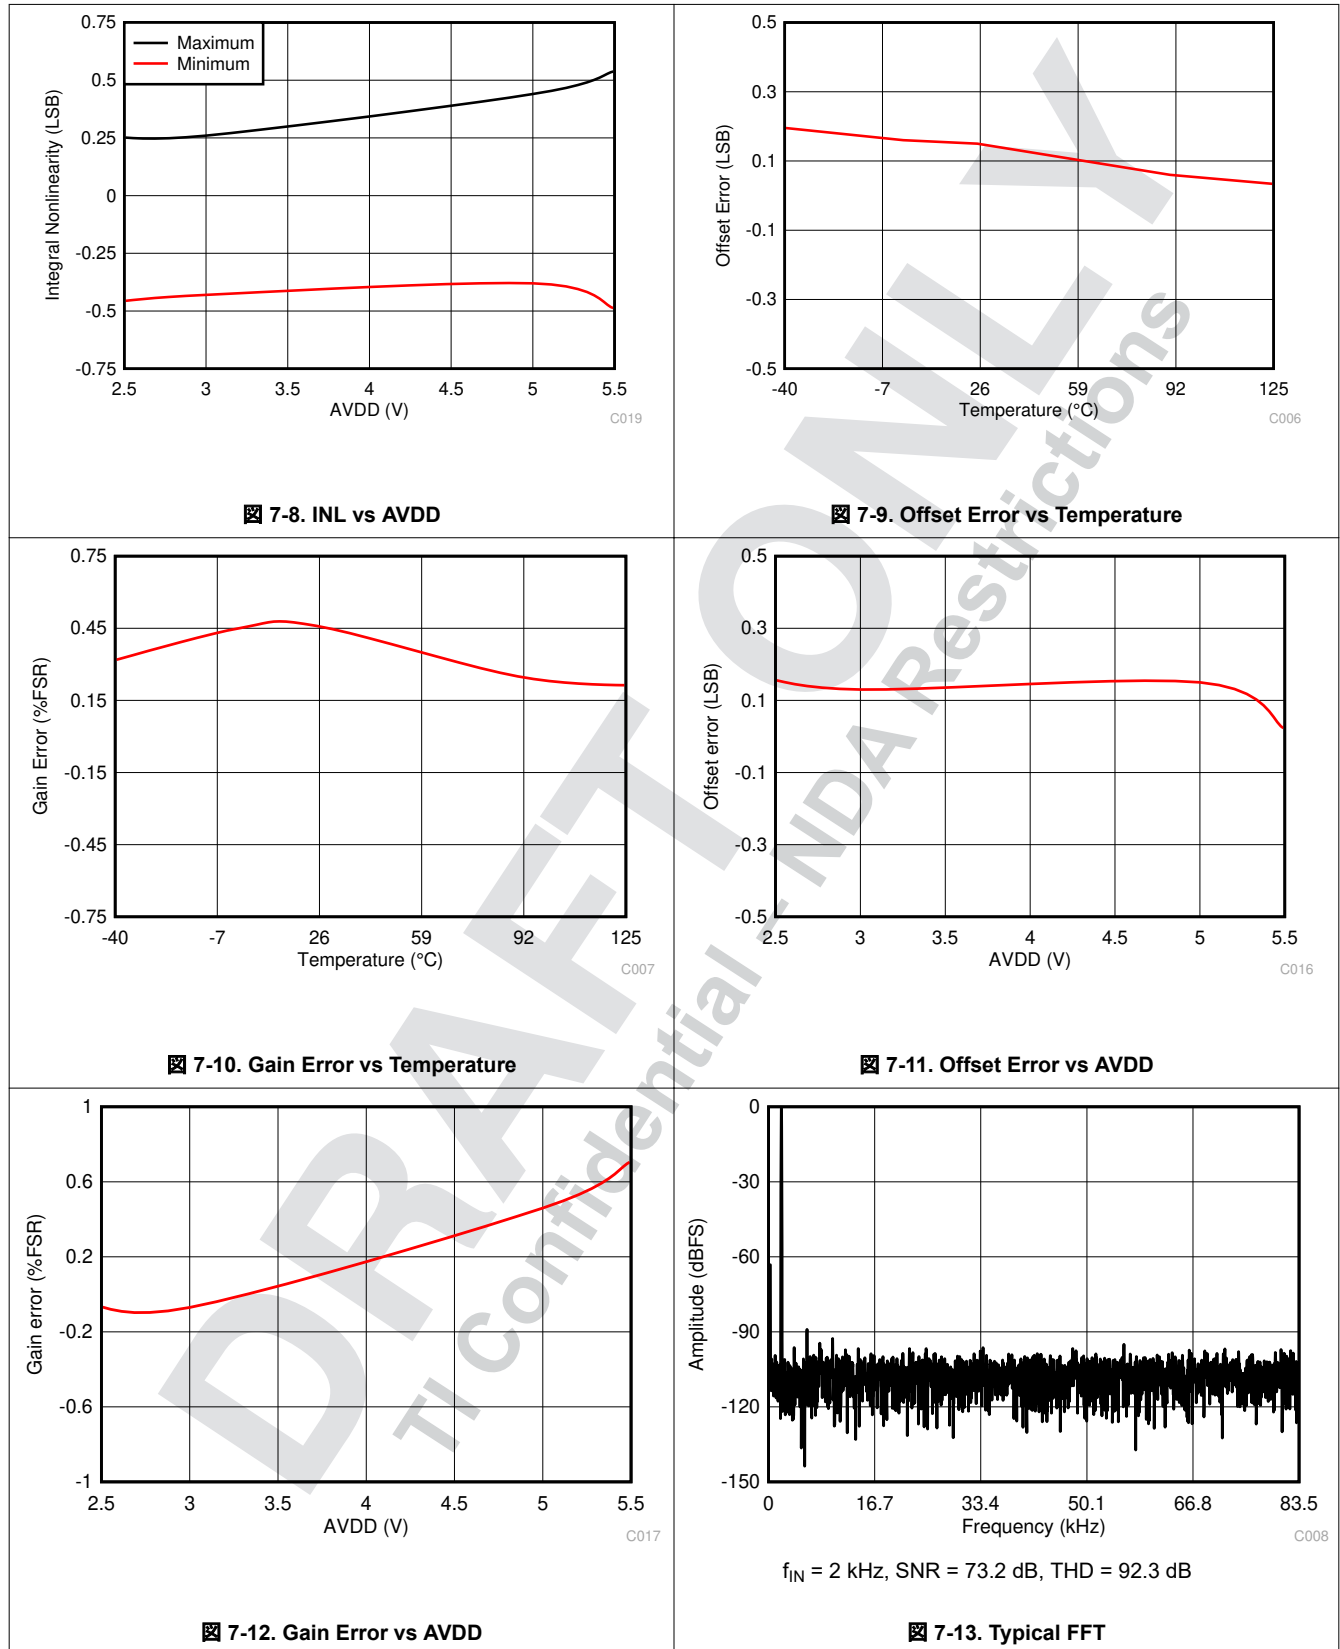 0.75
0.5
0.25
0
-0.25
-0.5
-0.75
Integral Nonlinearity (LSB)
Maximum
Minimum
2.5 3 3.5 4 4.5 5 5.5
AVDD (V)
C019
図 7-8. INL vs AVDD
0.5
0.3
0.1
-0.1
-0.3
-0.5
Offset Error (LSB)
-40 -7 26 59 92 125
Temperature (°C)
C006
図 7-9. Offset Error vs Temperature
0.75
0.45
0.15
-0.15
-0.45
-0.75
Gain Error (%FSR)
-40 -7 26 59 92 125
Temperature (°C)
C007
図 7-10. Gain Error vs Temperature
0.5
0.3
0.1
-0.1
-0.3
-0.5
Offset error (LSB)
2.5 3 3.5 4 4.5 5 5.5
AVDD (V)
C016
図 7-11. Offset Error vs AVDD
1
0.6
0.2
-0.2
-0.6
-1
Gain error (%FSR)
2.5 3 3.5 4 4.5 5 5.5
AVDD (V)
C017
図 7-12. Gain Error vs AVDD
0
-30
-60
-90
-120
-150
Amplitude (dBFS)
0 16.7 33.4 50.1 66.8 83.5
Frequency (kHz)
C008
fIN = 2 kHz, SNR = 73.2 dB, THD = 92.3 dB
図 7-13. Typical FFT
DRAFT ONLY
TI Confidential – NDA Restrictions